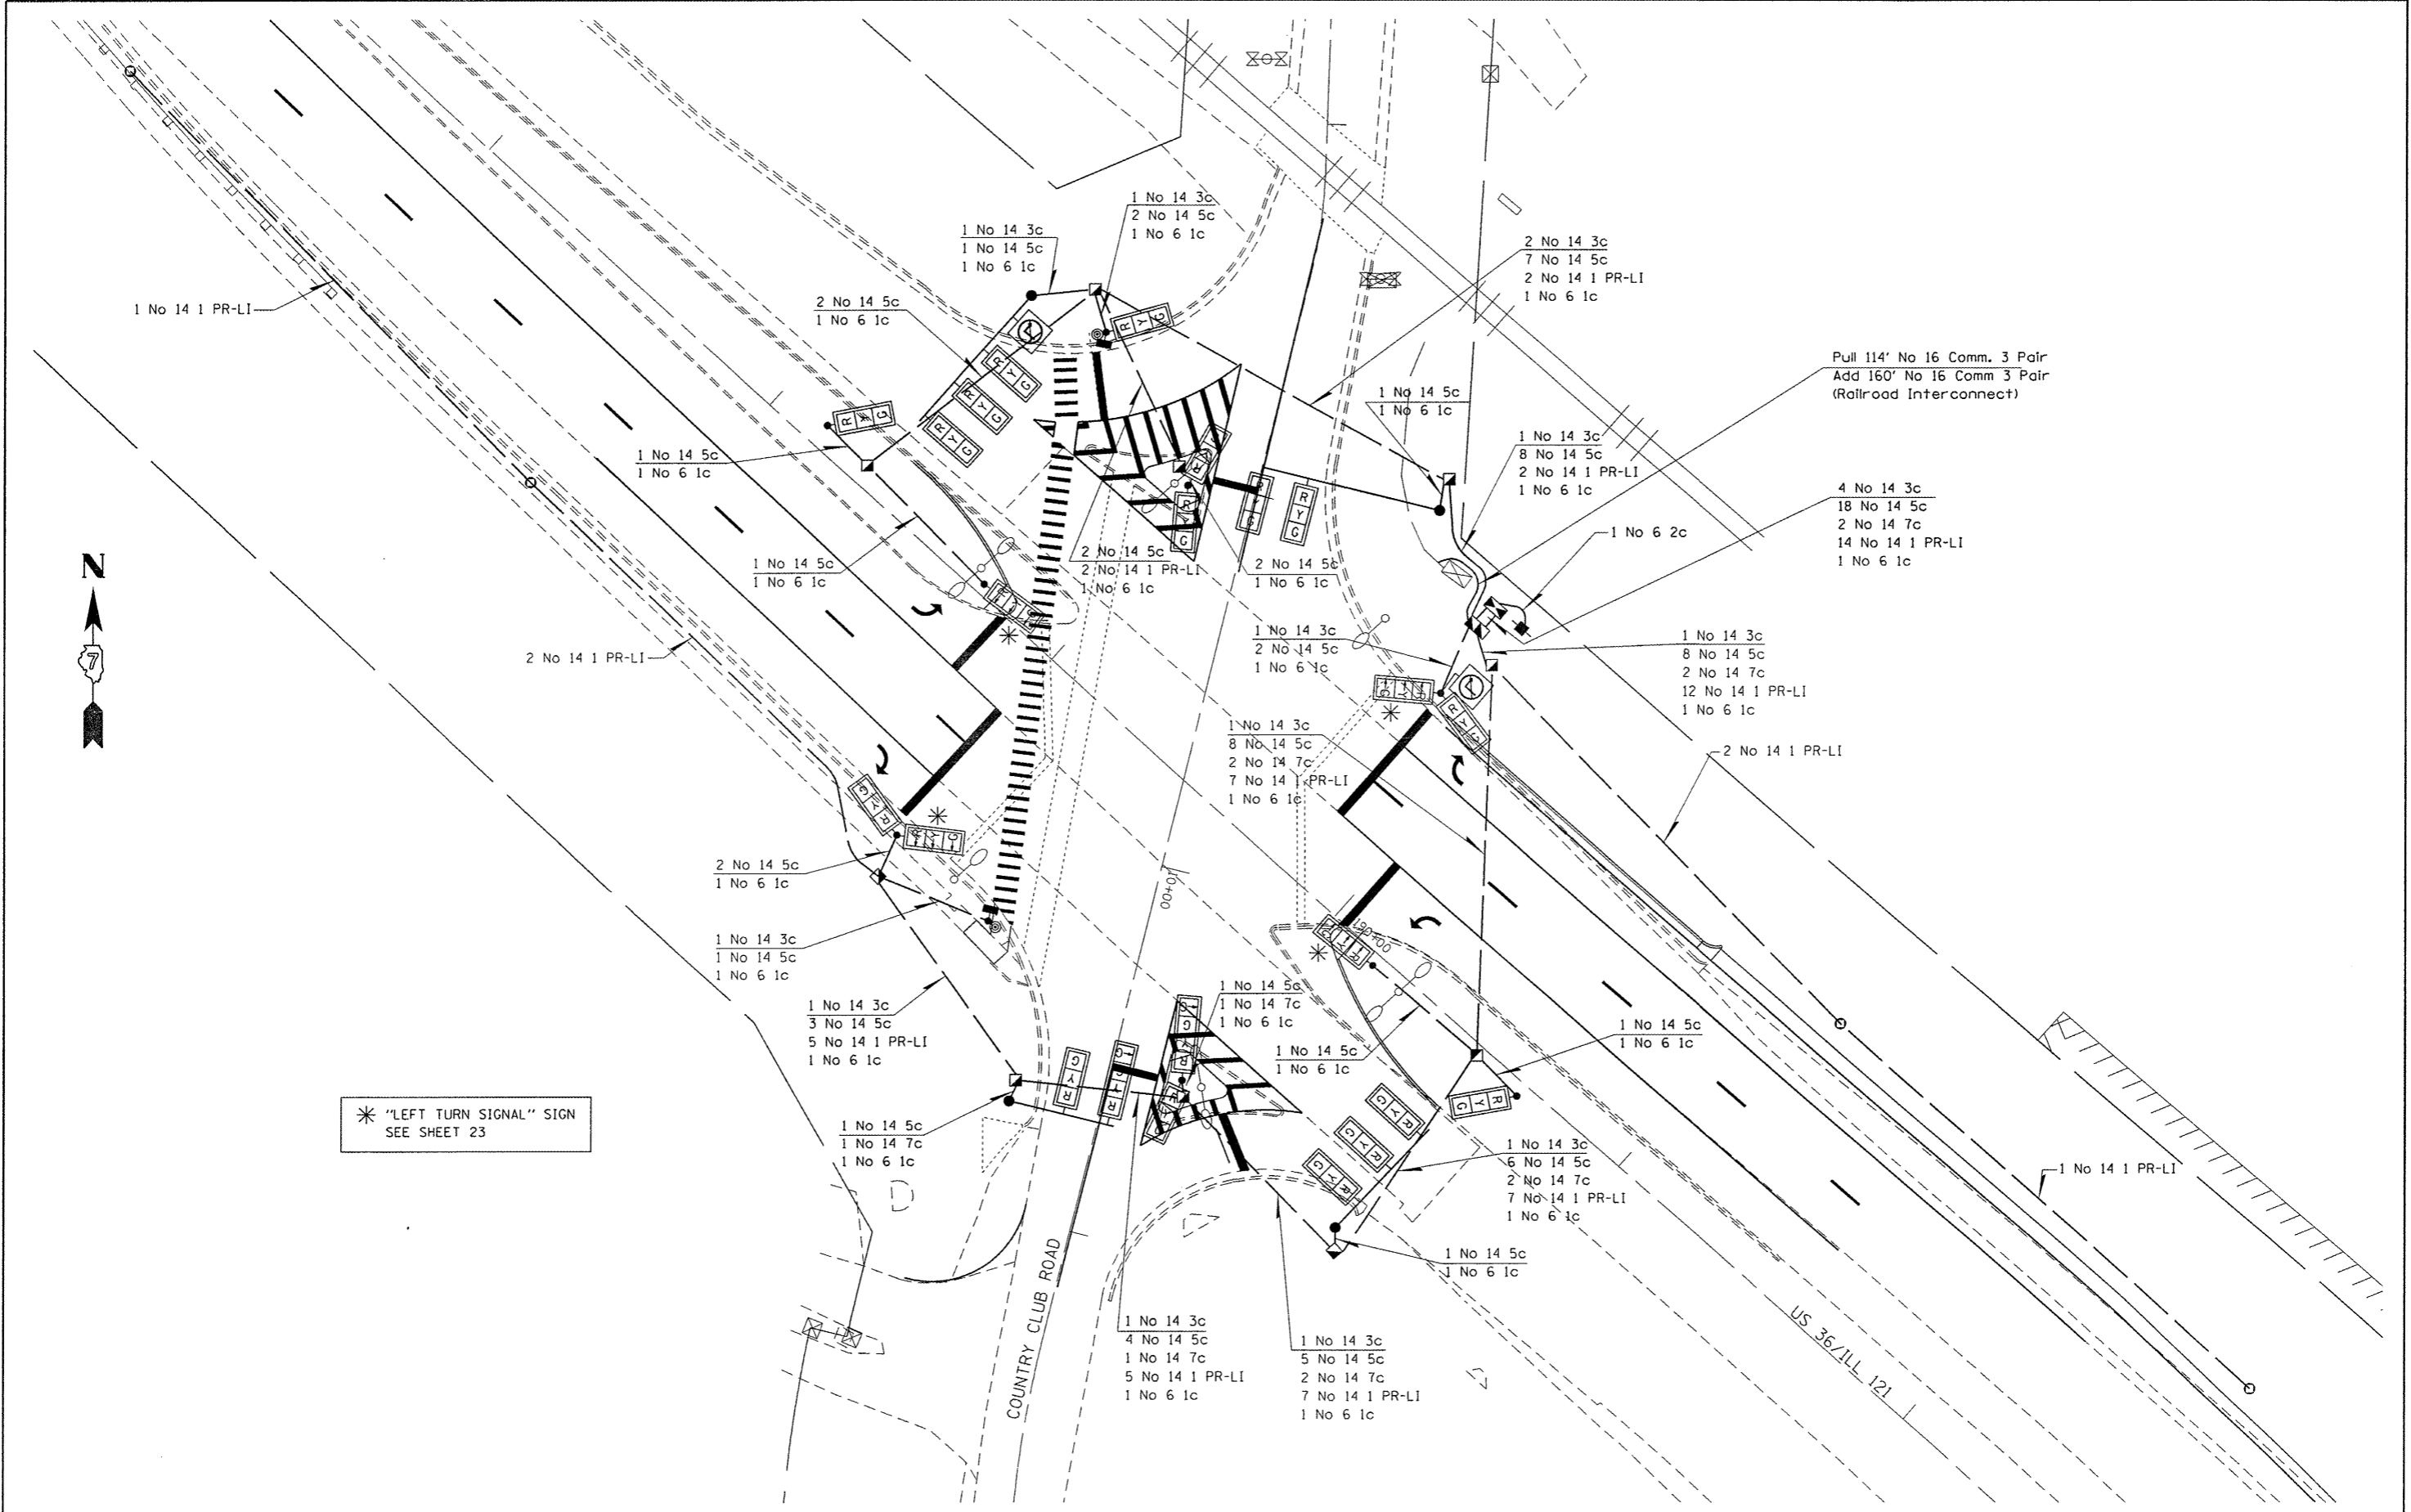 1 No 14 3c
2 No 14 5c
1 No 6 1c
1 No 14 3c
1 No 14 5c
1 No 6 1c
2 No 14 5c
1 No 6 1c
1 No 14 1 PR-LI
2 No 14 3c
7 No 14 5c
2 No 14 1 PR-LI
1 No 6 1c
Pull 114' No 16 Comm. 3 Pair
Add 160' No 16 Comm 3 Pair
(Railroad Interconnect)
1 No 14 5c
1 No 6 1c
1 No 14 3c
8 No 14 5c
2 No 14 1 PR-LI
1 No 6 1c
4 No 14 3c
18 No 14 5c
2 No 14 7c
14 No 14 1 PR-LI
1 No 6 1c
1 No 6 2c
1 No 14 5c
1 No 6 1c
R Y G
R Y G
R Y G
R Y G
R Y G
1 No 14 5c
1 No 6 1c
2 No 14 5c
2 No 14 1 PR-LI
1 No 6 1c
2 No 14 5c
1 No 6 1c
N
7
2 No 14 1 PR-LI
1 No 14 3c
2 No 14 5c
1 No 6 1c
1 No 14 3c
8 No 14 5c
2 No 14 7c
12 No 14 1 PR-LI
1 No 6 1c
R Y G
1 No 14 3c
8 No 14 5c
2 No 14 7c
7 No 14 1 PR-LI
1 No 6 1c
2 No 14 1 PR-LI
G Y R
2 No 14 5c
1 No 6 1c
10+00
190+00
1 No 14 3c
1 No 14 5c
1 No 6 1c
1 No 14 3c
3 No 14 5c
5 No 14 1 PR-LI
1 No 6 1c
1 No 14 5c
1 No 14 7c
1 No 6 1c
1 No 14 5c
1 No 6 1c
1 No 14 5c
1 No 6 1c
G Y R
G Y R
G Y R
G Y R
G Y R
"LEFT TURN SIGNAL" SIGN
SEE SHEET 23
1 No 14 5c
1 No 14 7c
1 No 6 1c
1 No 14 3c
6 No 14 5c
2 No 14 7c
7 No 14 1 PR-LI
1 No 6 1c
1 No 14 1 PR-LI
1 No 14 5c
1 No 6 1c
COUNTRY CLUB ROAD
1 No 14 3c
4 No 14 5c
1 No 14 7c
5 No 14 1 PR-LI
1 No 6 1c
1 No 14 3c
5 No 14 5c
2 No 14 7c
7 No 14 1 PR-LI
1 No 6 1c
US 36/ILL 121